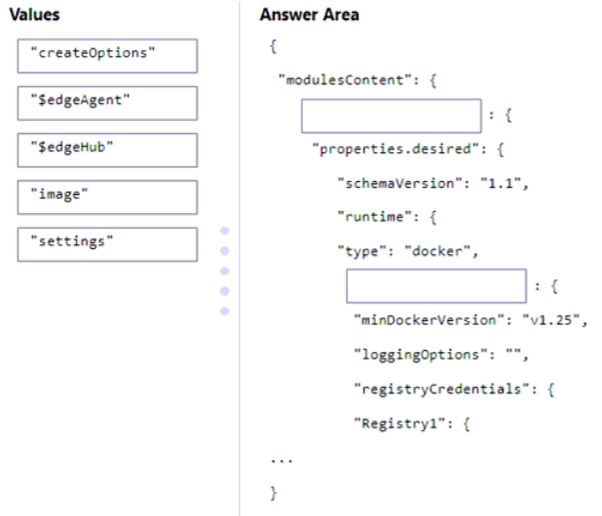 Values
"createOptions"
"$edgeAgent"
"$edgeHub"
"image"
"settings"
Answer Area
{
"modulesContent": {
: {
"properties.desired": {
"schemaVersion": "1.1",
"runtime": {
"type": "docker",
: {
"minDockerVersion": "v1.25",
"loggingOptions": "",
"registryCredentials": {
"Registry1": {
...
}